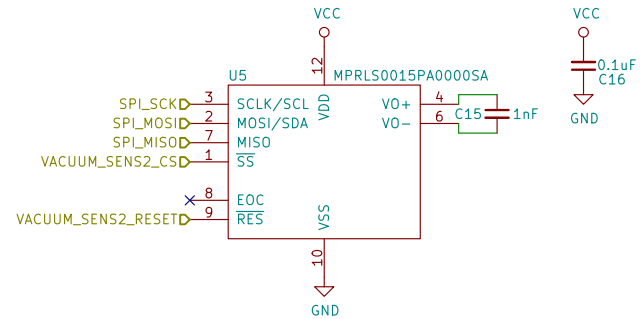 VCC
VCC
12
U5
MPRLS0015PA0000SA
0.1uF
C16
VDD
SPI_SCK 3 SCLK/SCL
VO+ 4
SPI_MOSI 2 MOSI/SDA
VO- 6
C15 1nF
SPI_MISO 7 MISO
VACUUM_SENS2_CS 1 SS
GND
8 EOC
VACUUM_SENS2_RESET 9 RES
VSS
10
GND